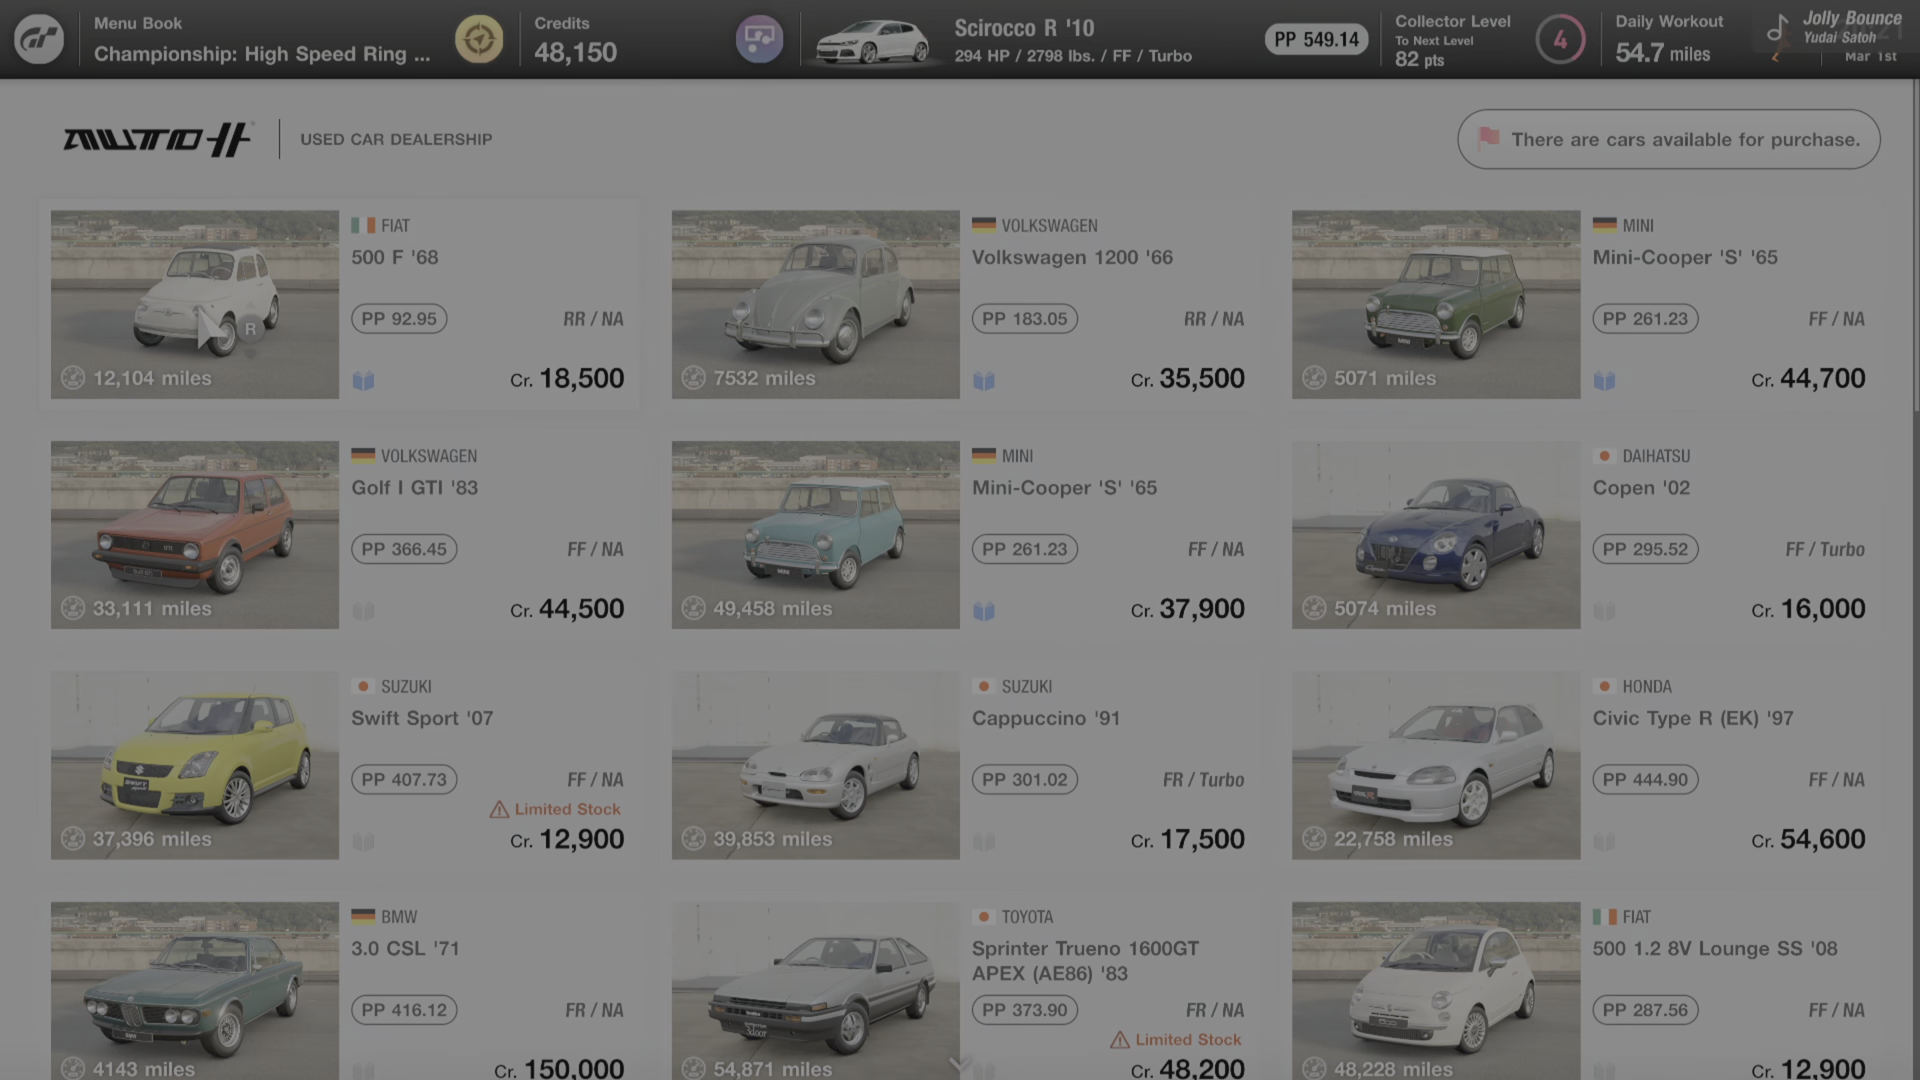 Menu Book
Championship: High Speed Ring ...
Credits
48,150
Scirocco R '10
294 HP / 2798 lbs. / FF / Turbo
PP 549.14
Collector Level
To Next Level
82 pts
4
Daily Workout
54.7 miles
Jolly Bounce
Yudai Satoh
Mar 1st
AUTO
USED CAR DEALERSHIP
There are cars available for purchase.
FIAT
500 F '68
PP 92.95
RR / NA
R
12,104 miles
Cr. 18,500
VOLKSWAGEN
Volkswagen 1200 '66
PP 183.05
RR / NA
7532 miles
Cr. 35,500
MINI
Mini-Cooper 'S' '65
PP 261.23
FF / NA
5071 miles
Cr. 44,700
VOLKSWAGEN
Golf I GTI '83
PP 366.45
FF / NA
33,111 miles
Cr. 44,500
MINI
Mini-Cooper 'S' '65
PP 261.23
FF / NA
49,458 miles
Cr. 37,900
DAIHATSU
Copen '02
PP 295.52
FF / Turbo
5074 miles
Cr. 16,000
SUZUKI
Swift Sport '07
PP 407.73
FF / NA
Limited Stock
37,396 miles
Cr. 12,900
SUZUKI
Cappuccino '91
PP 301.02
FR / Turbo
39,853 miles
Cr. 17,500
HONDA
Civic Type R (EK) '97
PP 444.90
FF / NA
22,758 miles
Cr. 54,600
BMW
3.0 CSL '71
PP 416.12
FR / NA
4143 miles
Cr. 150,000
TOYOTA
Sprinter Trueno 1600GT
APEX (AE86) '83
PP 373.90
FR / NA
Limited Stock
54,871 miles
Cr. 48,200
FIAT
500 1.2 8V Lounge SS '08
PP 287.56
FF / NA
48,228 miles
Cr. 12,900